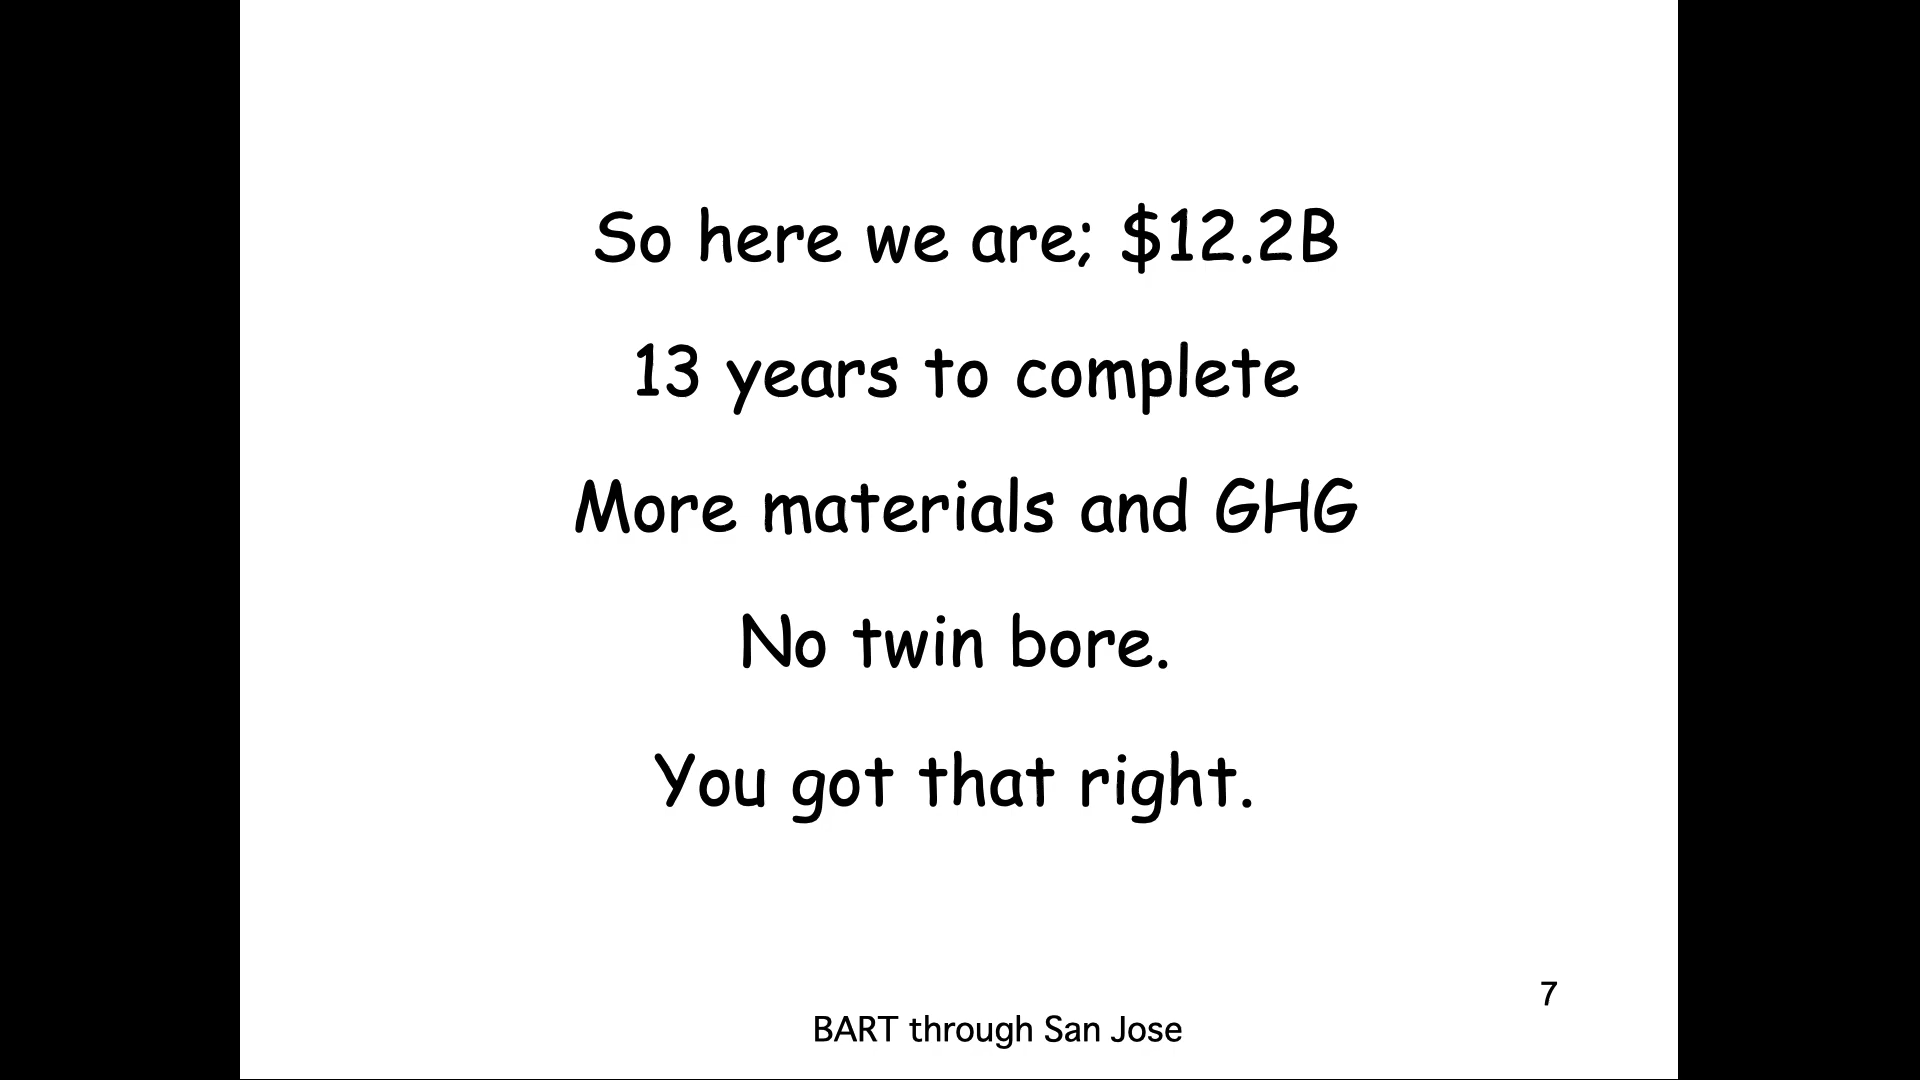 So here we are; $12.2B
13 years to complete
More materials and GHG
No twin bore.
You got that right.
7
BART through San Jose